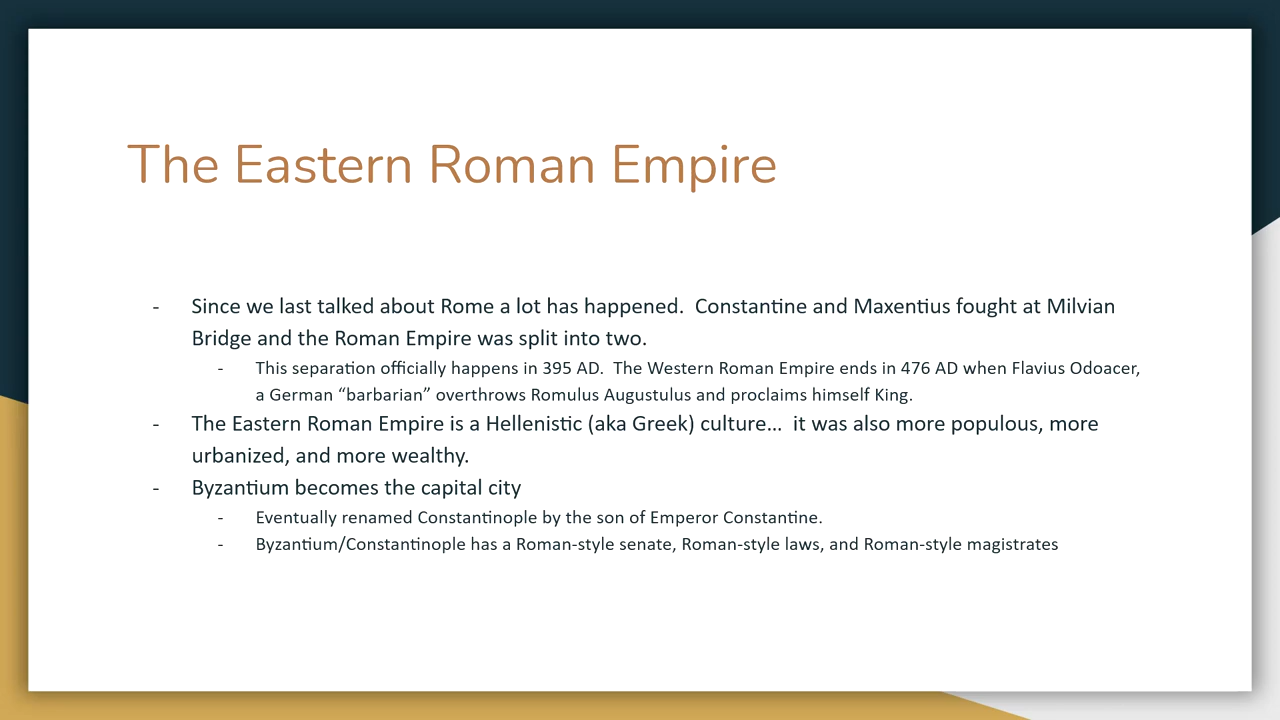 The Eastern Roman Empire
- Since we last talked about Rome a lot has happened.  Constantine and Maxentius fought at Milvian
Bridge and the Roman Empire was split into two.
- This separation officially happens in 395 AD.  The Western Roman Empire ends in 476 AD when Flavius Odoacer,
a German “barbarian” overthrows Romulus Augustulus and proclaims himself King.
- The Eastern Roman Empire is a Hellenistic (aka Greek) culture…  it was also more populous, more
urbanized, and more wealthy.
- Byzantium becomes the capital city
- Eventually renamed Constantinople by the son of Emperor Constantine.
- Byzantium/Constantinople has a Roman-style senate, Roman-style laws, and Roman-style magistrates